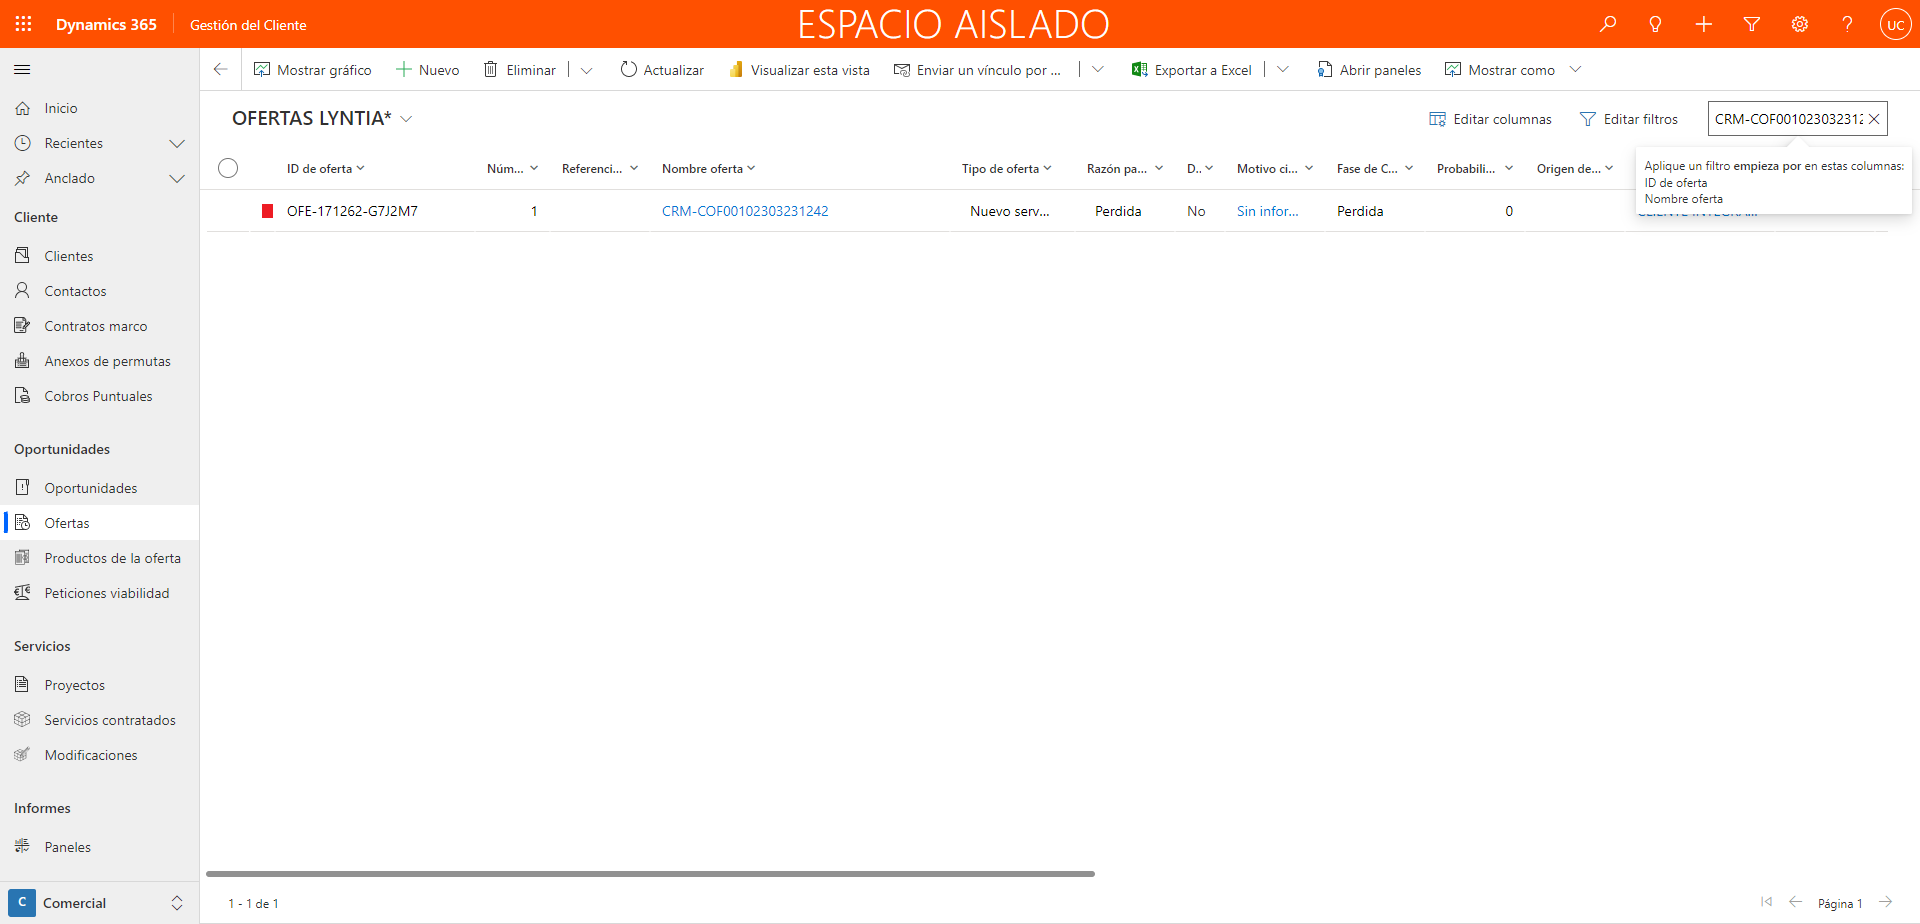 Dynamics 365
Gestión del Cliente
ESPACIO AISLADO
UC
Mostrar gráfico
Nuevo
Eliminar
Actualizar
Visualizar esta vista
Enviar un vínculo por ...
Exportar a Excel
Abrir paneles
Mostrar como
Inicio
Recientes
Anclado
Cliente
Clientes
Contactos
Contratos marco
Anexos de permutas
Cobros Puntuales
Oportunidades
Oportunidades
Ofertas
Productos de la oferta
Peticiones viabilidad
Servicios
Proyectos
Servicios contratados
Modificaciones
Informes
Paneles
C Comercial
OFERTAS LYNTIA*
Editar columnas
Editar filtros
CRM-COF00102303231242
Aplique un filtro empieza por en estas columnas:
ID de oferta
Nombre oferta
ID de oferta
Núm...
Referenci...
Nombre oferta
Tipo de oferta
Razón pa...
D..
Motivo ci...
Fase de C...
Probabili...
Origen de...
OFE-171262-G7J2M7
1
CRM-COF00102303231242
Nuevo serv...
Perdida
No
Sin infor...
Perdida
0
1 - 1 de 1
Página 1